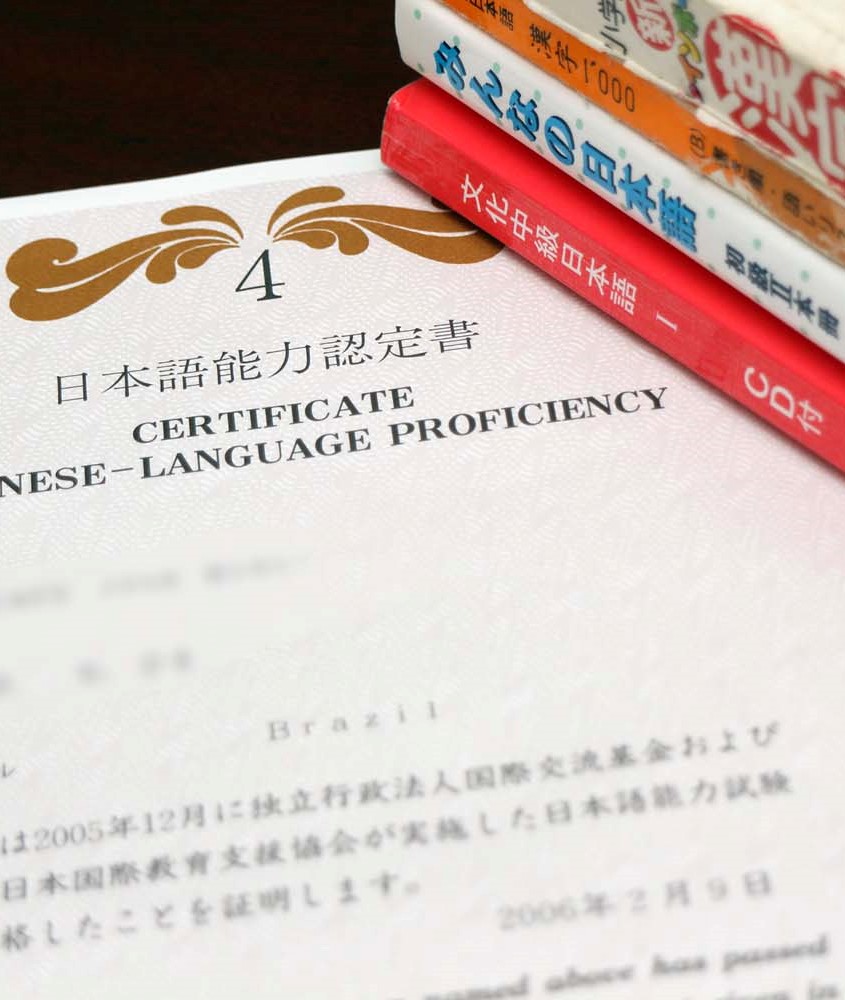 日本語 漢字一〇〇〇
みんなの日本語 初級II本冊
文化中級日本語 I CD付
4
日本語能力認定書
CERTIFICATE
NESE-LANGUAGE PROFICIENCY
Brazil
ル
は2005年12月に独立行政法人国際交流基金および
日本国際教育支援協会が実施した日本語能力試験
格したことを証明します。
2006年2月9日
named above has passed